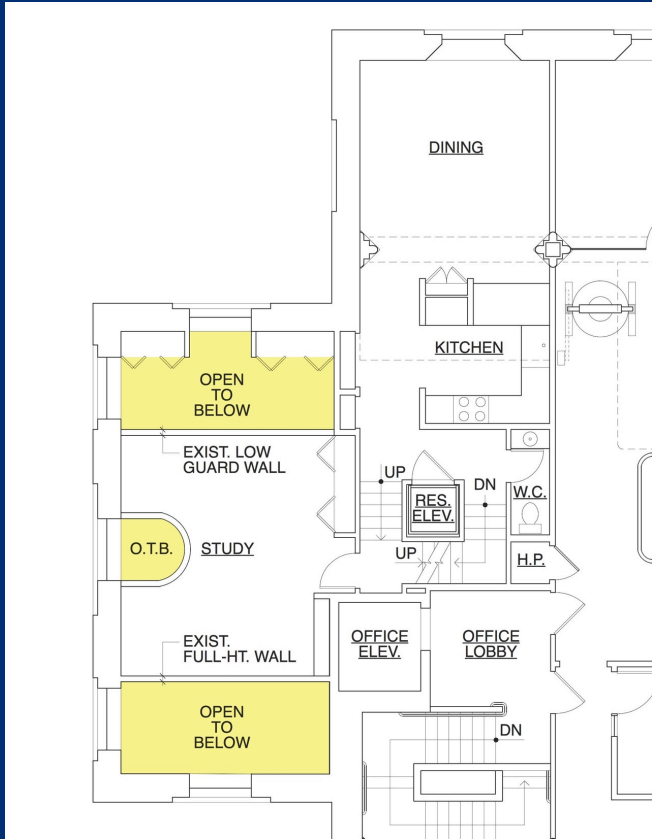 DINING
KITCHEN
OPEN
TO
BELOW
EXIST. LOW
GUARD WALL
UP
RES.
ELEV.
DN
W.C.
O.T.B.
STUDY
UP
H.P.
EXIST.
FULL-HT. WALL
OFFICE
ELEV.
OFFICE
LOBBY
OPEN
TO
BELOW
DN